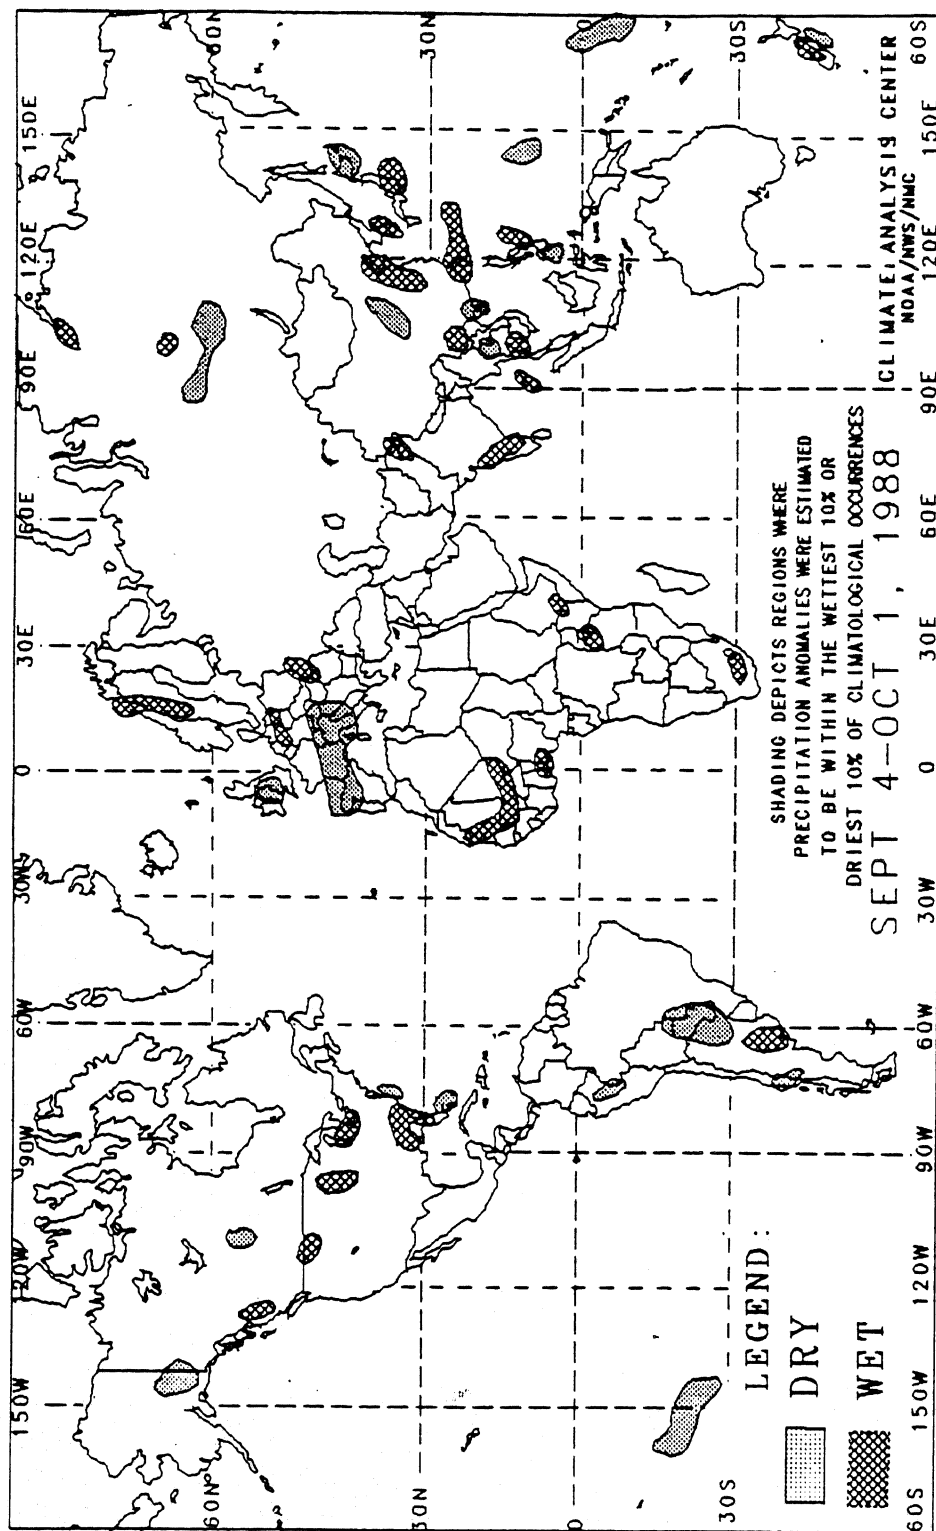 150W
120W
90W
60W
30W
0
30E
60E
90E
120E
150E
60N
60N
30N
30N
0
0
30S
30S
60S
60S
LEGEND:
DRY
WET
SHADING DEPICTS REGIONS WHERE
PRECIPITATION ANOMALIES WERE ESTIMATED
TO BE WITHIN THE WETTEST 10% OR
DRIEST 10% OF CLIMATOLOGICAL OCCURRENCES
SEPT 4-OCT 1, 1988
CLIMATE ANALYSIS CENTER
NOAA/NWS/NMC
150W
120W
90W
60W
30W
0
30E
60E
90E
120E
150E